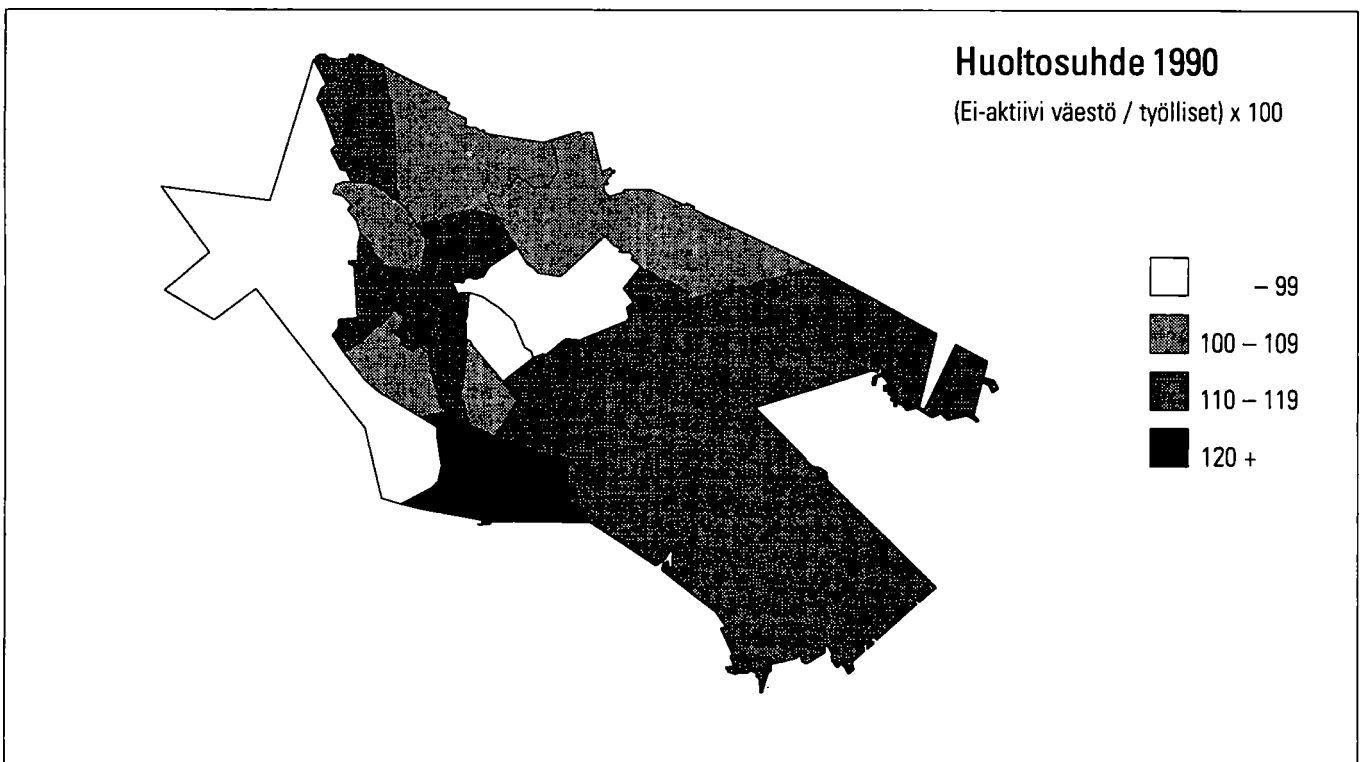 Huoltosuhde 1990
(Ei-aktiivi väestö / työlliset) x 100
– 99
100 – 109
110 – 119
120 +